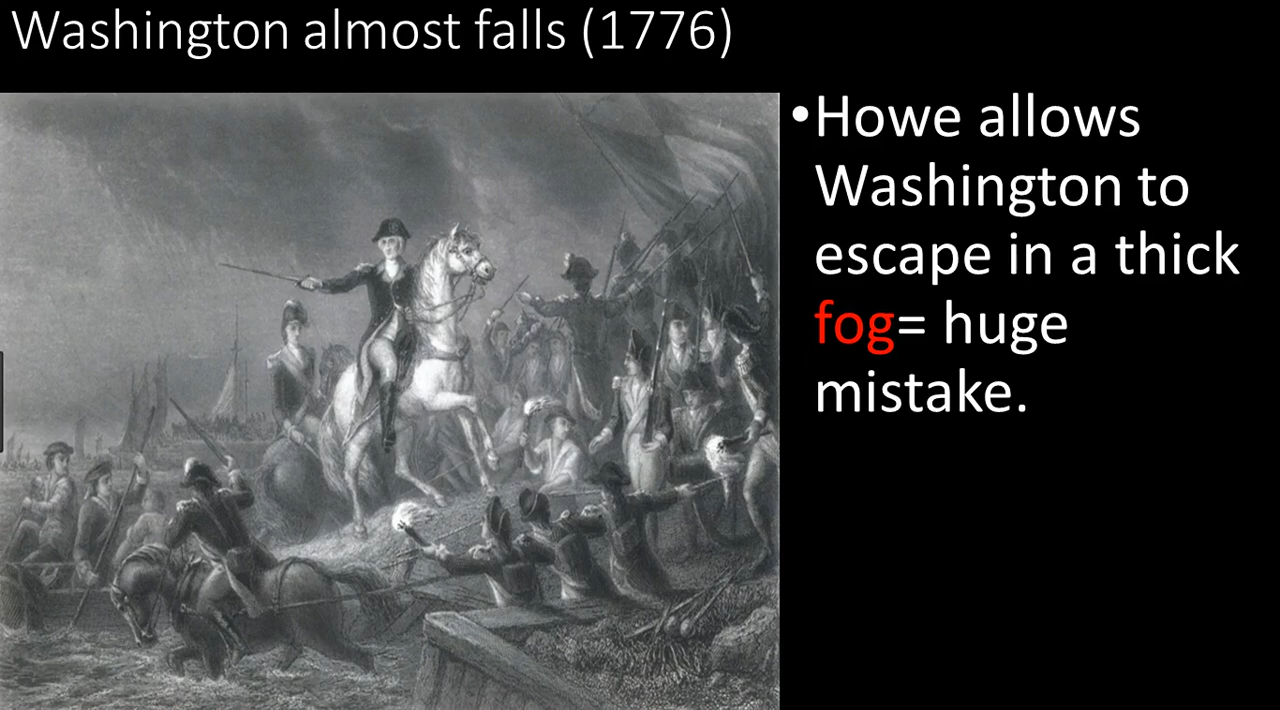 Washington almost falls (1776)
•Howe allows
Washington to
escape in a thick
fog= huge
mistake.